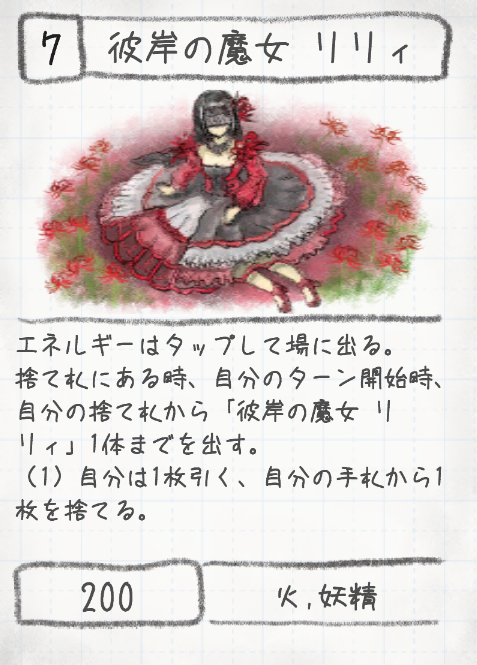 7
彼岸の魔女 リリィ
エネルギーはタップして場に出る。
捨て札にある時、自分のターン開始時、
自分の捨て札から「彼岸の魔女 リ
リィ」1体までを出す。
（1）自分は1枚引く、自分の手札から1
枚を捨てる。
200
火,妖精